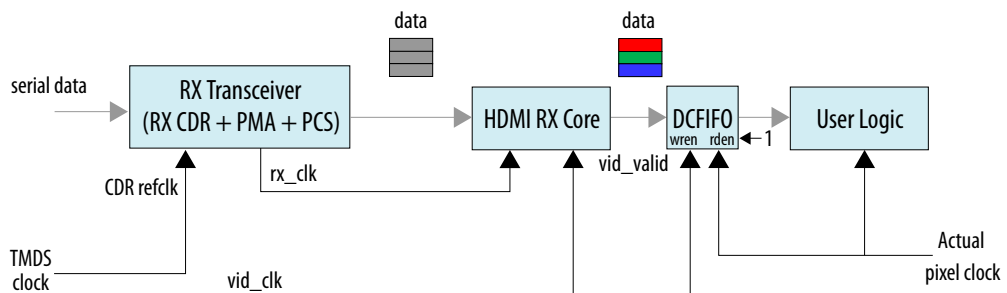 data
data
serial data
RX Transceiver
(RX CDR + PMA + PCS)
HDMI RX Core
DCFIFO
wren
rden
1
User Logic
vid_valid
CDR refclk
rx_clk
TMDS
clock
vid_clk
Actual
pixel clock